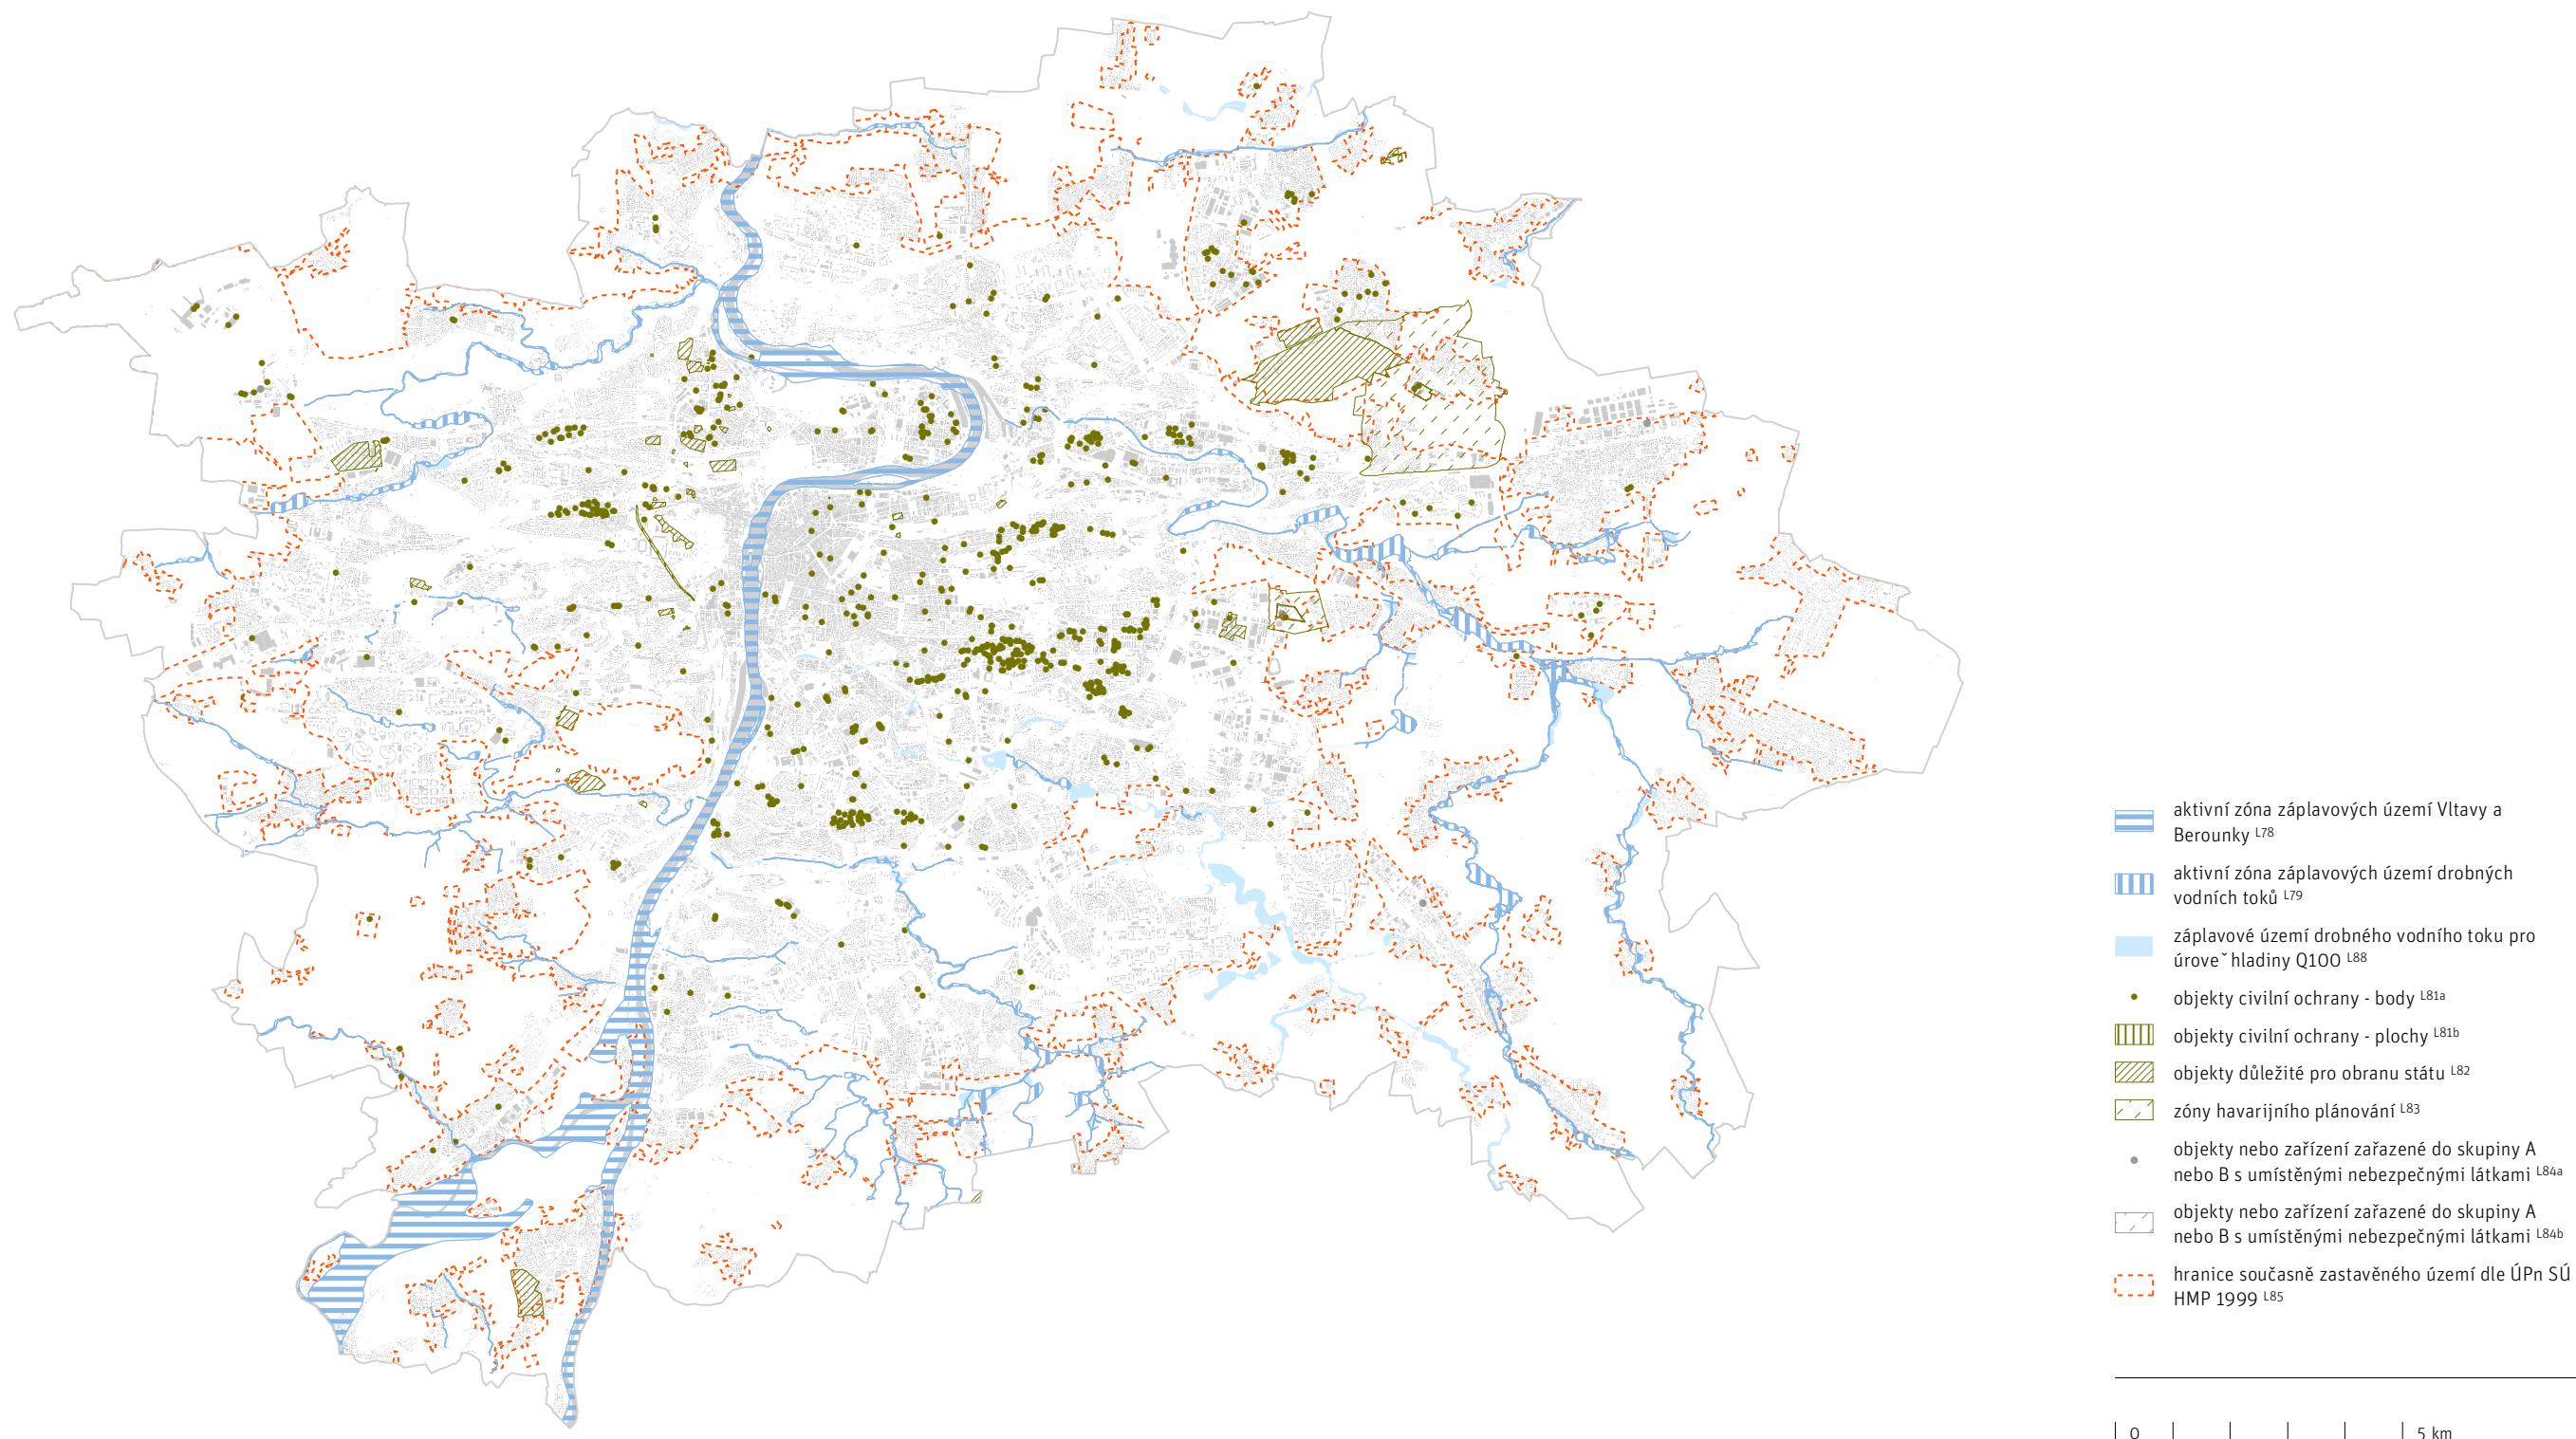 aktivní zóna záplavových území Vltavy a
Berounky L78
aktivní zóna záplavových území drobných
vodních toků L79
záplavové území drobného vodního toku pro
úroveˇ hladiny Q100 L88
objekty civilní ochrany - body L81a
objekty civilní ochrany - plochy L81b
objekty důležité pro obranu státu L82
zóny havarijního plánování L83
objekty nebo zařízení zařazené do skupiny A
nebo B s umístěnými nebezpečnými látkami L84a
objekty nebo zařízení zařazené do skupiny A
nebo B s umístěnými nebezpečnými látkami L84b
hranice současně zastavěného území dle ÚPn SÚ
HMP 1999 L85
0 5 km